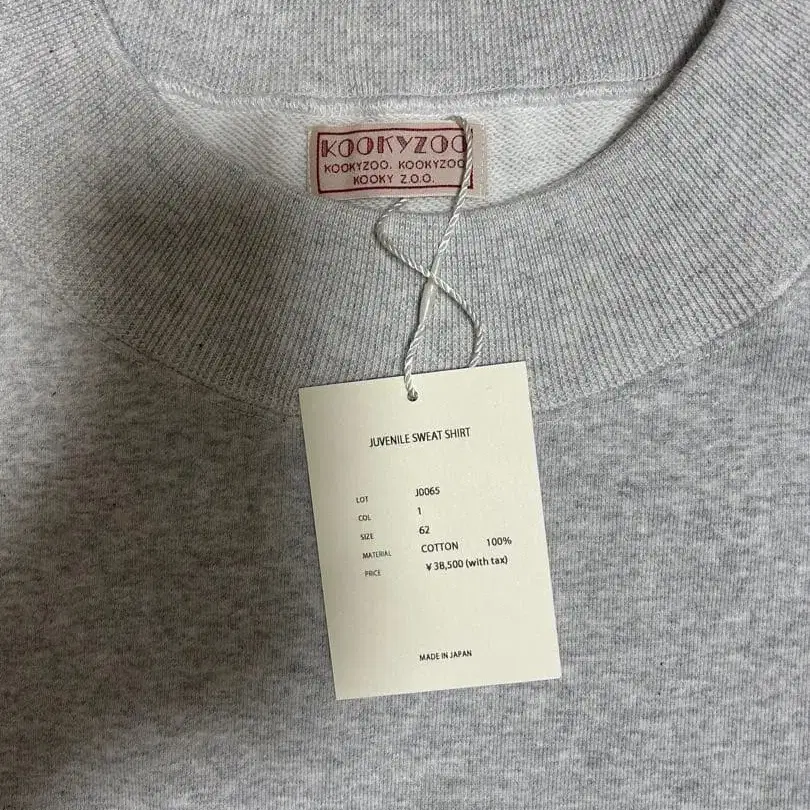 KOOKYZOO
KOOKYZOO. KOOKYZOO
KOOKY Z.O.O.
JUVENILE SWEAT SHIRT
LOT J0065
COL 1
SIZE 62
MATERIAL COTTON 100%
PRICE ¥38,500 (with tax)
MADE IN JAPAN